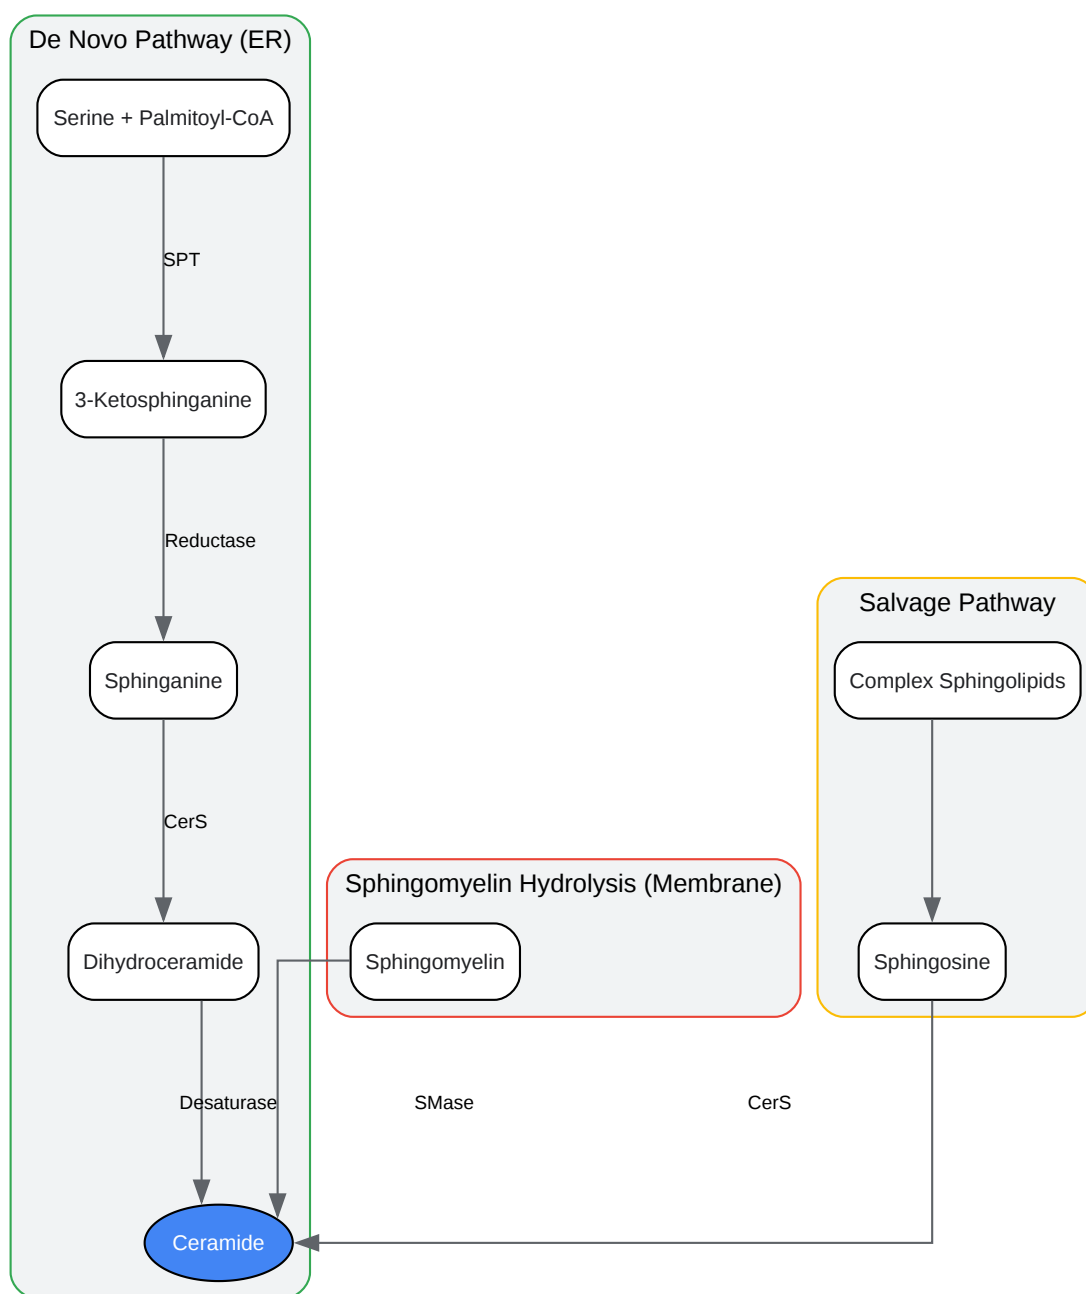 De Novo Pathway (ER)
Serine + Palmitoyl-CoA
SPT
3-Ketosphinganine
Reductase
Sphinganine
CerS
Dihydroceramide
Desaturase
Ceramide
Sphingomyelin Hydrolysis (Membrane)
Sphingomyelin
SMase
Salvage Pathway
Complex Sphingolipids
Sphingosine
CerS